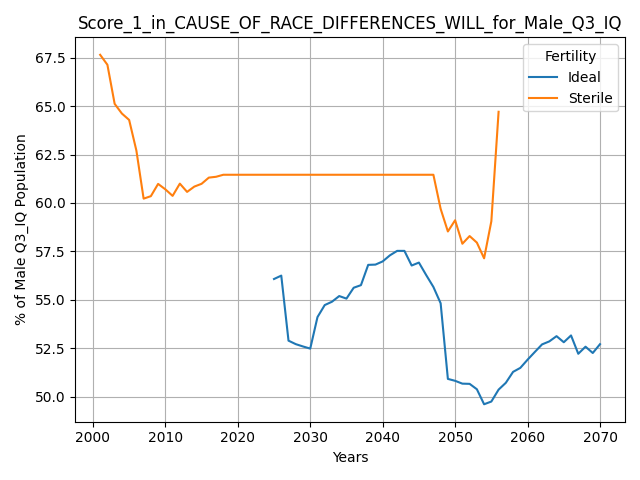 Score_1_in_CAUSE_OF_RACE_DIFFERENCES_WILL_for_Male_Q3_IQ
Fertility
Ideal
Sterile
67.5
65.0
62.5
60.0
57.5
55.0
52.5
50.0
% of Male Q3_IQ Population
2000 2010 2020 2030 2040 2050 2060 2070
Years